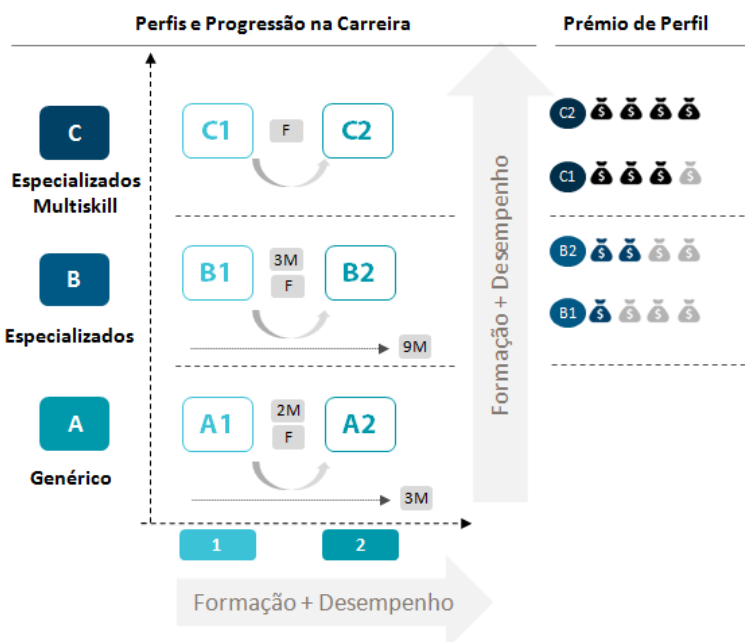 Perfis e Progressão na Carreira
Prémio de Perfil
C
Especializados
Multiskill
C1
F
C2
B
Especializados
B1
3M
F
B2
9M
A
Genérico
A1
2M
F
A2
3M
1
2
Formação + Desempenho
Formação + Desempenho
C2 $ $ $ $
C1 $ $ $ $
B2 $ $ $ $
B1 $ $ $ $